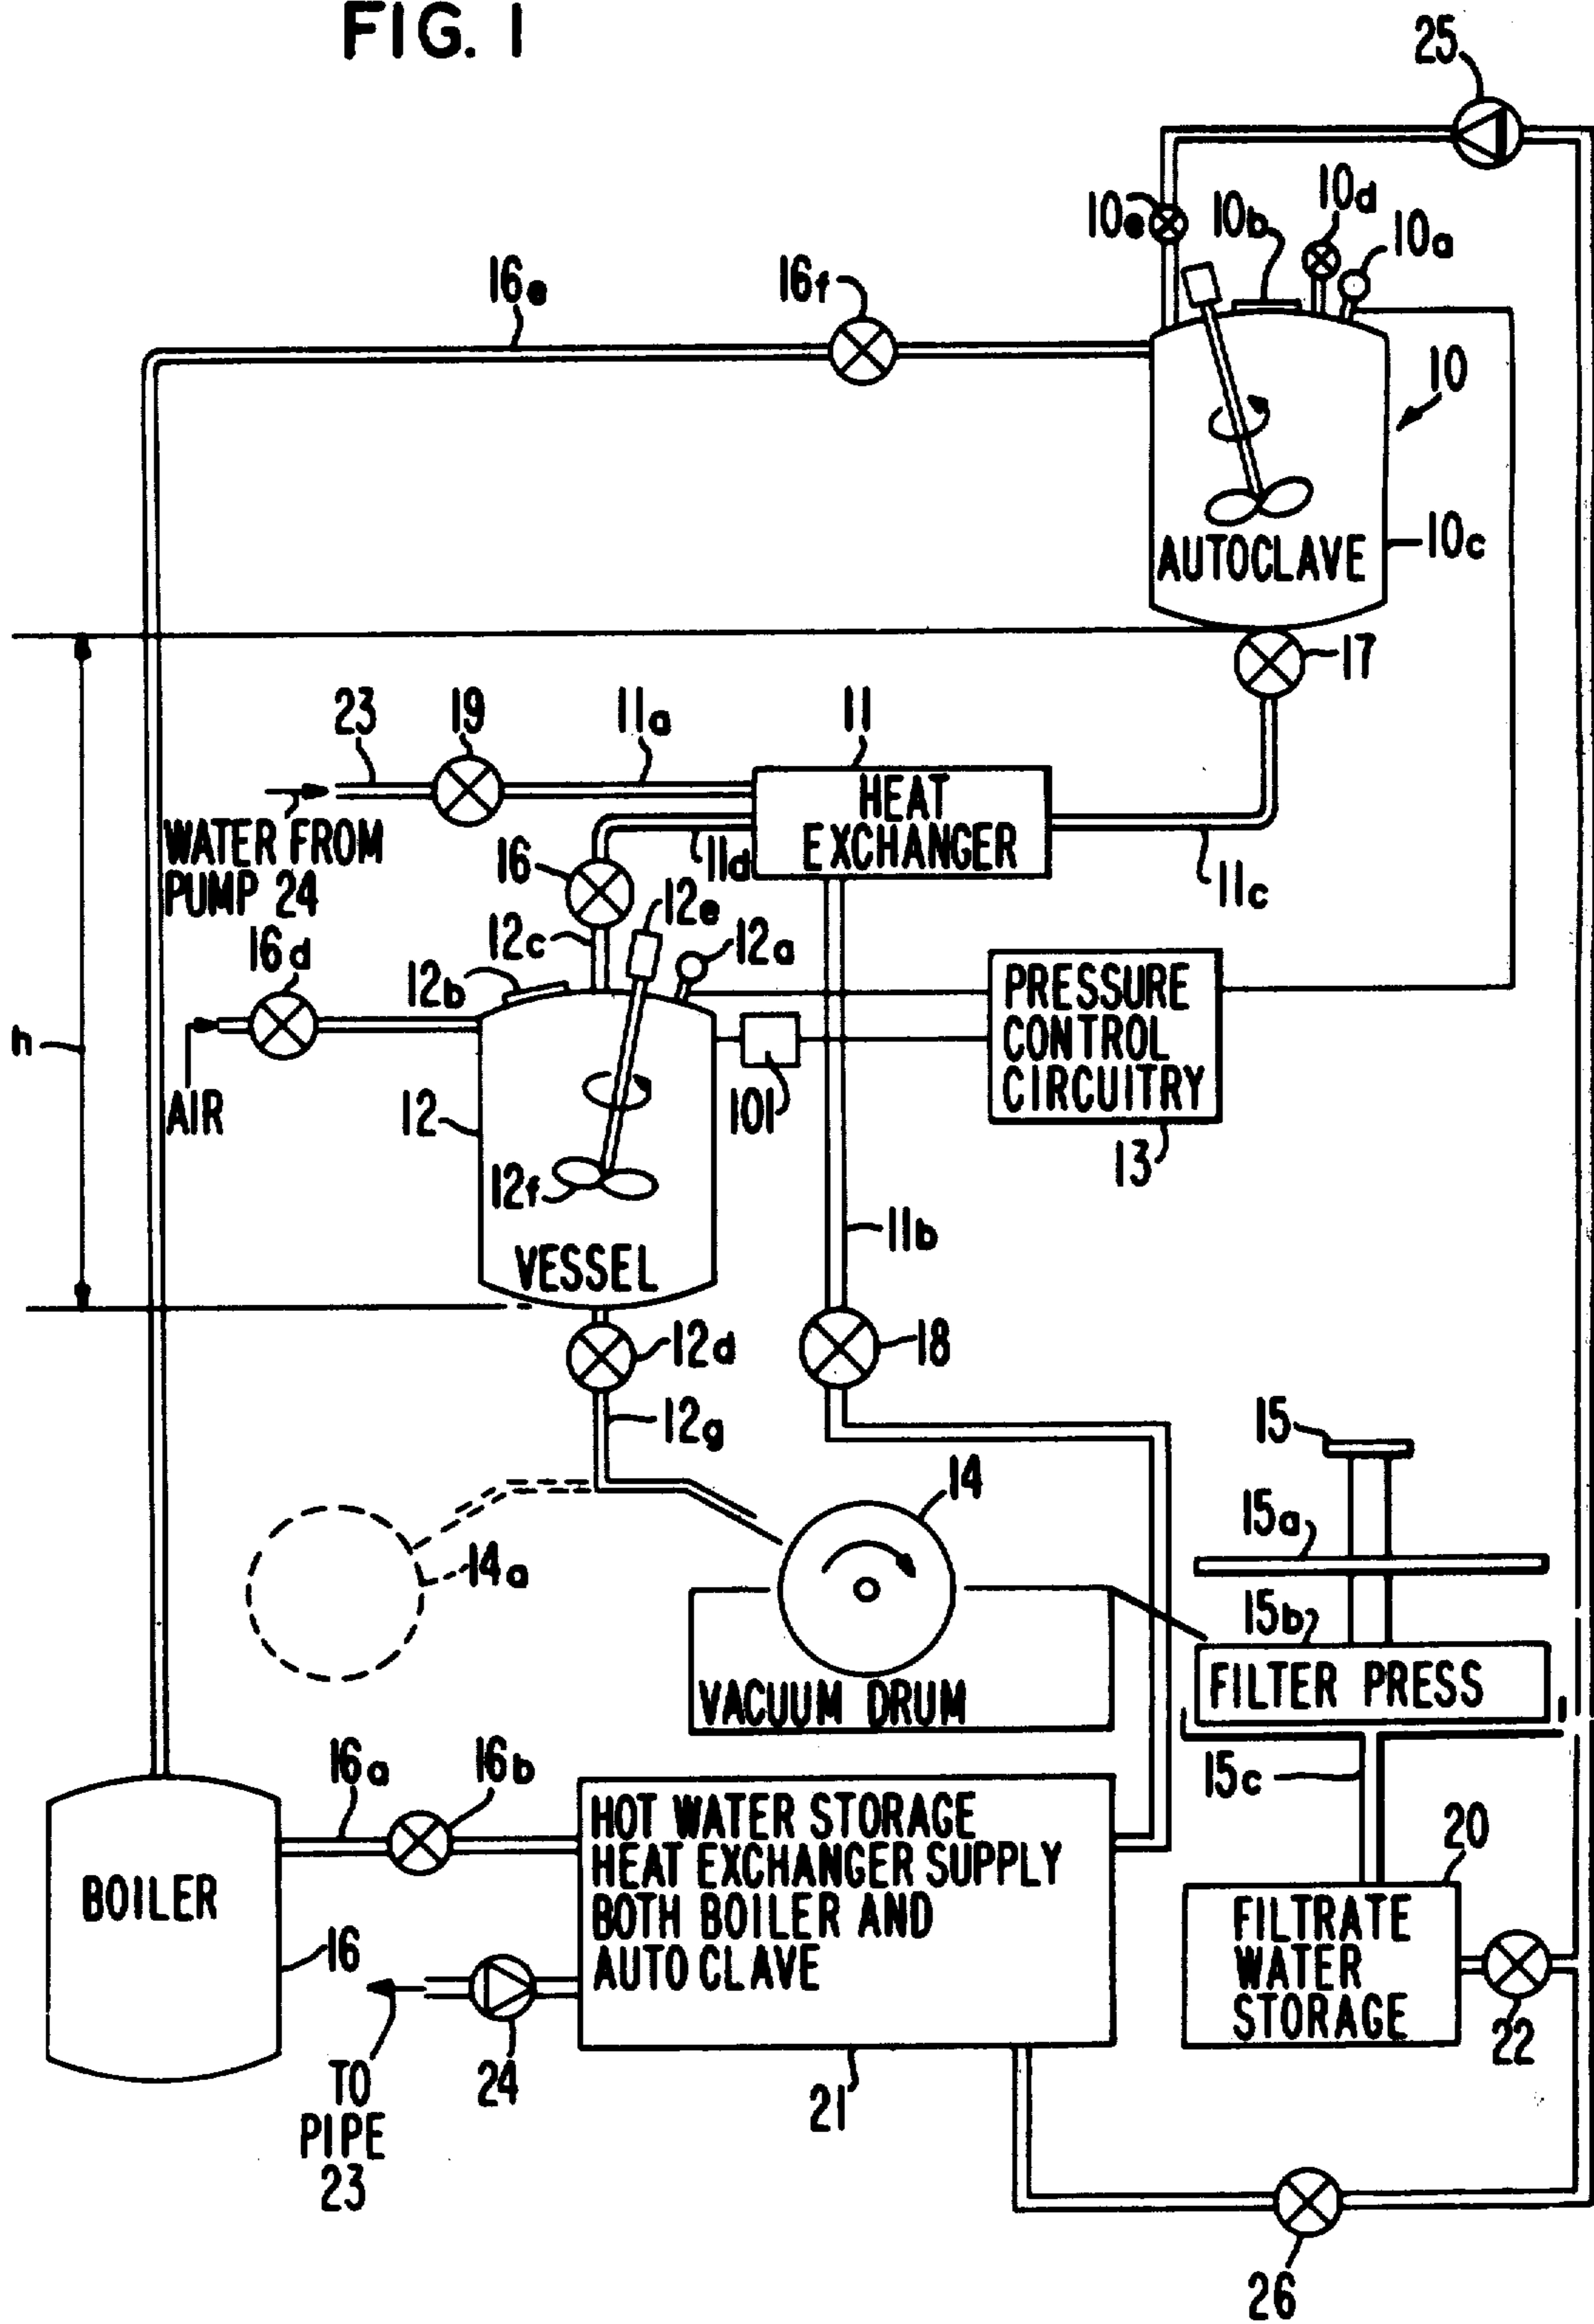 FIG. 1
25
10e
10b
10d
10a
16e
16f
10
AUTOCLAVE
10c
17
23
19
11a
11
HEAT
EXCHANGER
WATER FROM
PUMP 24
16
11d
11c
12e
12c
12a
16d
12b
PRESSURE
CONTROL
CIRCUITRY
h
AIR
12
101
13
12f
11b
VESSEL
12d
18
12g
15
14
15a
14a
15b
FILTER PRESS
VACUUM DRUM
16a
16b
15c
HOT WATER STORAGE
HEAT EXCHANGER SUPPLY
BOTH BOILER AND
AUTO CLAVE
20
BOILER
FILTRATE
WATER
STORAGE
16
22
24
TO
PIPE
23
21
26